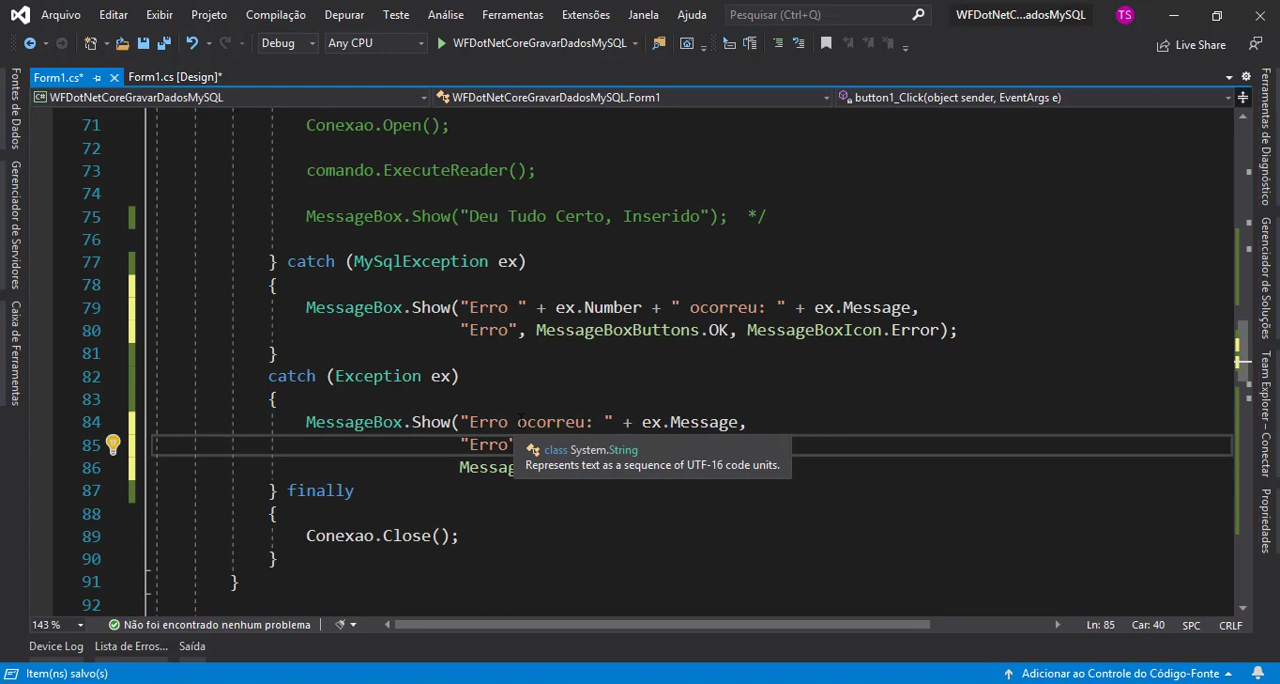 Arquivo Editar Exibir Projeto Compilação Depurar Teste Análise Ferramentas Extensões Janela Ajuda Pesquisar (Ctrl+Q) WFDotNetC...adosMySQL TS
Debug Any CPU WFDotNetCoreGravarDadosMySQL Live Share
Form1.cs* Form1.cs [Design]*
WFDotNetCoreGravarDadosMySQL WFDotNetCoreGravarDadosMySQL.Form1 button1_Click(object sender, EventArgs e)
Fontes de Dados
Gerenciador de Servidores
Caixa de Ferramentas
71 Conexao.Open();
72
73 comando.ExecuteReader();
74
75 MessageBox.Show("Deu Tudo Certo, Inserido"); */
76
77 } catch (MySqlException ex)
78 {
79 MessageBox.Show("Erro " + ex.Number + " ocorreu: " + ex.Message,
80 "Erro", MessageBoxButtons.OK, MessageBoxIcon.Error);
81 }
82 catch (Exception ex)
83 {
84 MessageBox.Show("Erro ocorreu: " + ex.Message,
85 "Erro"
class System.String
Represents text as a sequence of UTF-16 code units.
86 Messag
87 } finally
88 {
89 Conexao.Close();
90 }
91 }
92
Ferramentas de Diagnóstico
Gerenciador de Soluções
Team Explorer – Conectar
Propriedades
143 % Não foi encontrado nenhum problema Ln: 85 Car: 40 SPC CRLF
Device Log Lista de Erros... Saída
Item(ns) salvo(s) Adicionar ao Controle do Código-Fonte